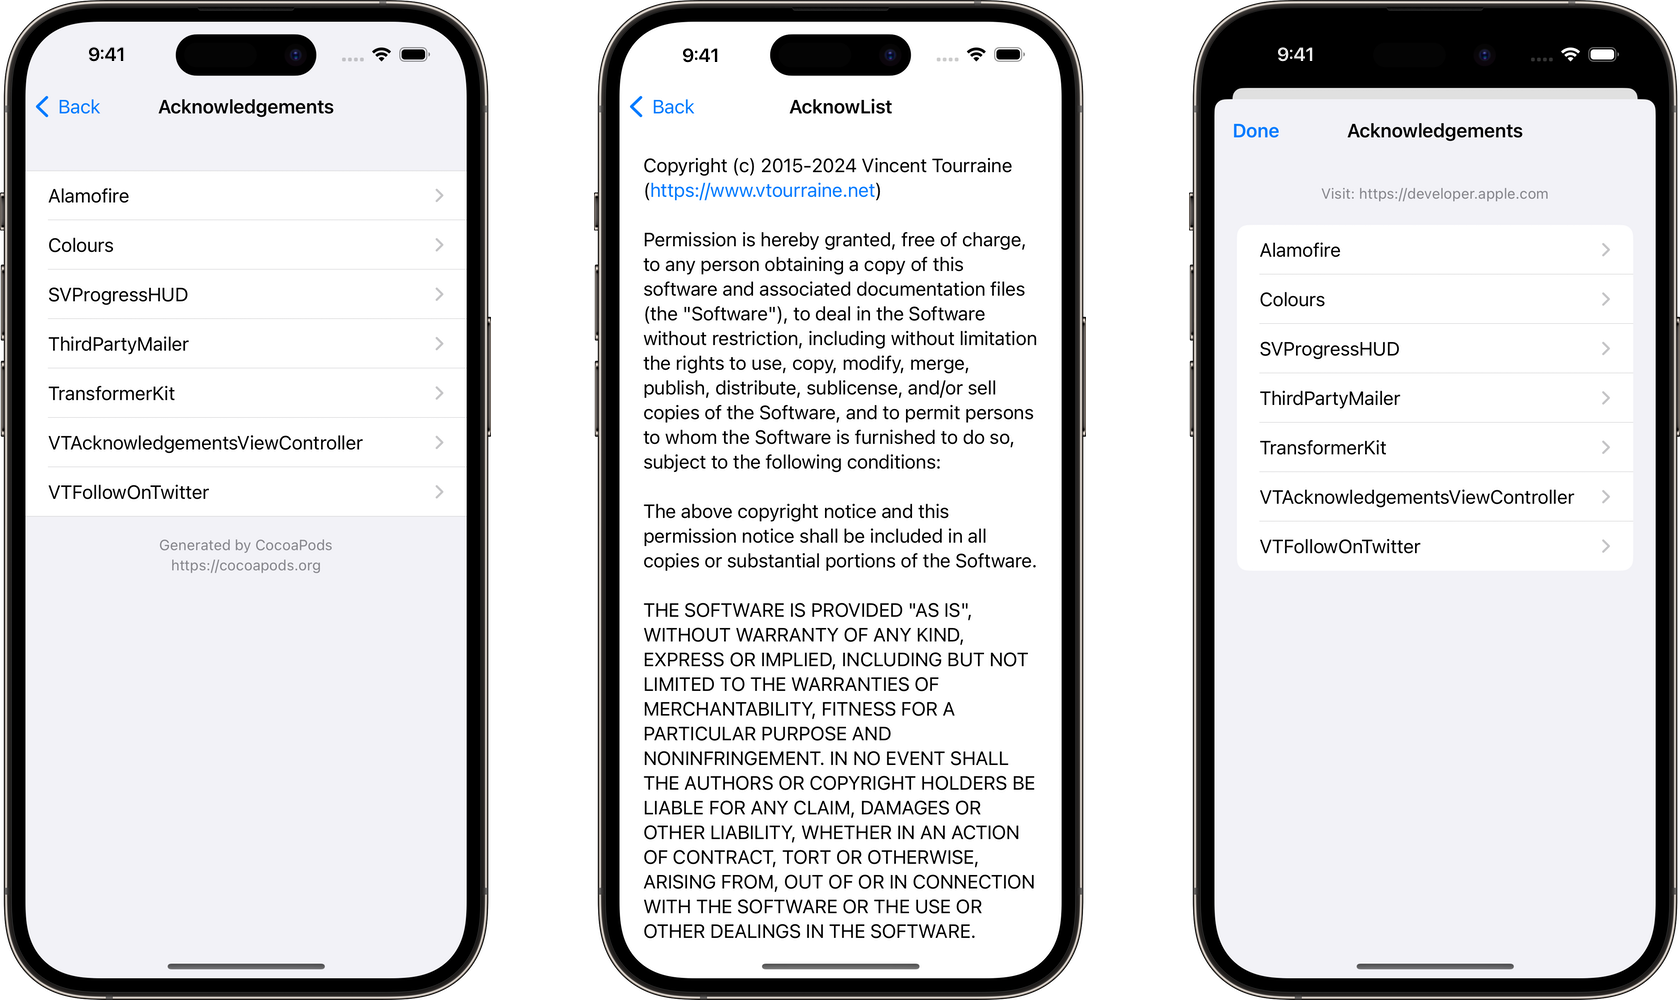 9:41
Back
Acknowledgements
Alamofire
Colours
SVProgressHUD
ThirdPartyMailer
TransformerKit
VTAcknowledgementsViewController
VTFollowOnTwitter
Generated by CocoaPods
https://cocoapods.org
9:41
Back
AcknowList
Copyright (c) 2015-2024 Vincent Tourraine
(https://www.vtourraine.net)
Permission is hereby granted, free of charge,
to any person obtaining a copy of this
software and associated documentation files
(the "Software"), to deal in the Software
without restriction, including without limitation
the rights to use, copy, modify, merge,
publish, distribute, sublicense, and/or sell
copies of the Software, and to permit persons
to whom the Software is furnished to do so,
subject to the following conditions:
The above copyright notice and this
permission notice shall be included in all
copies or substantial portions of the Software.
THE SOFTWARE IS PROVIDED "AS IS",
WITHOUT WARRANTY OF ANY KIND,
EXPRESS OR IMPLIED, INCLUDING BUT NOT
LIMITED TO THE WARRANTIES OF
MERCHANTABILITY, FITNESS FOR A
PARTICULAR PURPOSE AND
NONINFRINGEMENT. IN NO EVENT SHALL
THE AUTHORS OR COPYRIGHT HOLDERS BE
LIABLE FOR ANY CLAIM, DAMAGES OR
OTHER LIABILITY, WHETHER IN AN ACTION
OF CONTRACT, TORT OR OTHERWISE,
ARISING FROM, OUT OF OR IN CONNECTION
WITH THE SOFTWARE OR THE USE OR
OTHER DEALINGS IN THE SOFTWARE.
9:41
Done
Acknowledgements
Visit: https://developer.apple.com
Alamofire
Colours
SVProgressHUD
ThirdPartyMailer
TransformerKit
VTAcknowledgementsViewController
VTFollowOnTwitter